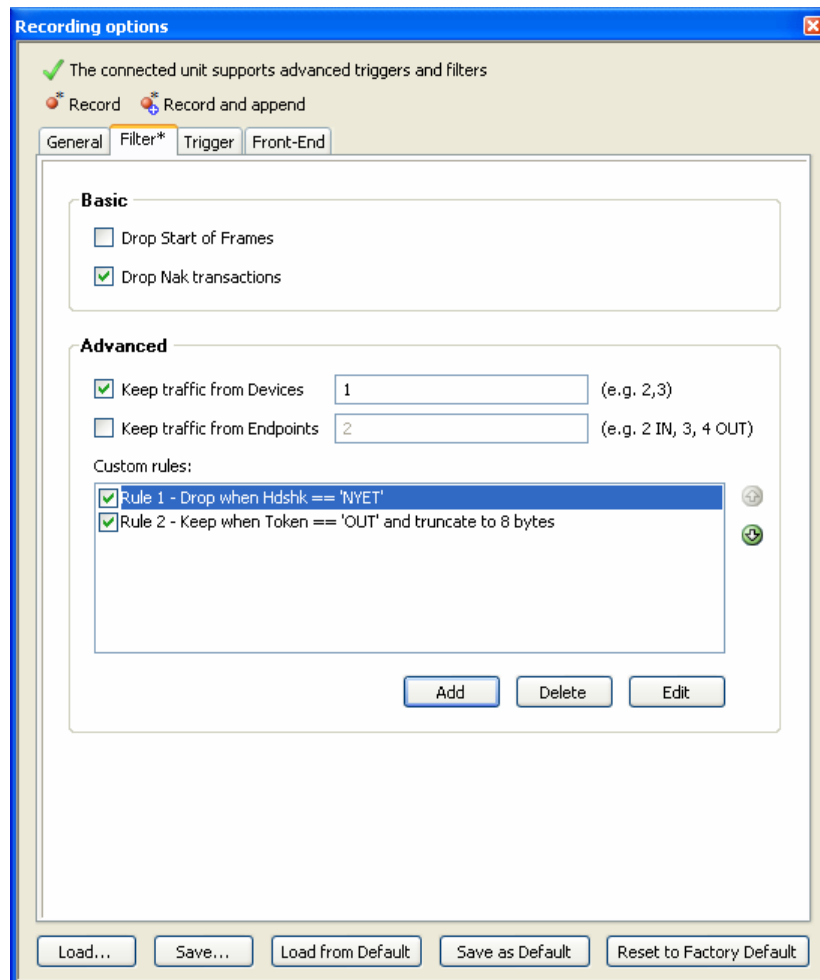 Recording options
The connected unit supports advanced triggers and filters
Record Record and append
General Filter* Trigger Front-End
Basic
Drop Start of Frames
Drop Nak transactions
Advanced
Keep traffic from Devices 1 (e.g. 2,3)
Keep traffic from Endpoints 2 (e.g. 2 IN, 3, 4 OUT)
Custom rules:
Rule 1 - Drop when Hdshk == 'NYET'
Rule 2 - Keep when Token == 'OUT' and truncate to 8 bytes
Add Delete Edit
Load... Save... Load from Default Save as Default Reset to Factory Default